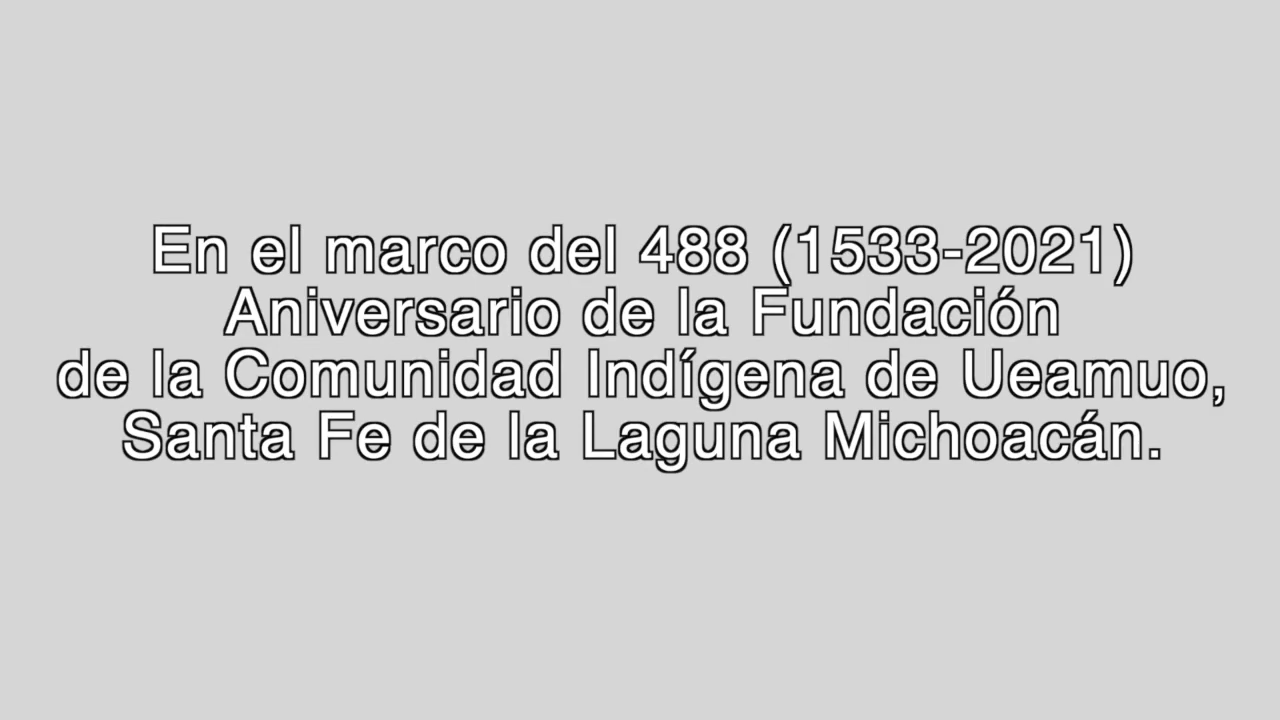 En el marco del 488 (1533-2021)
Aniversario de la Fundación
de la Comunidad Indígena de Ueamuo,
Santa Fe de la Laguna Michoacán.